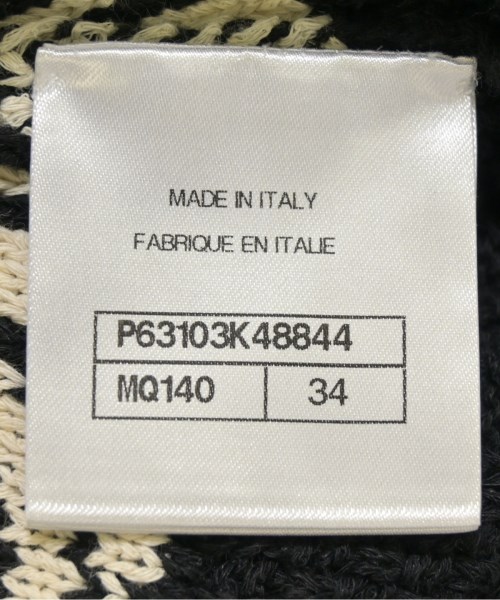 MADE IN ITALY
FABRIQUE EN ITALIE
P63103K48844
MQ140 34